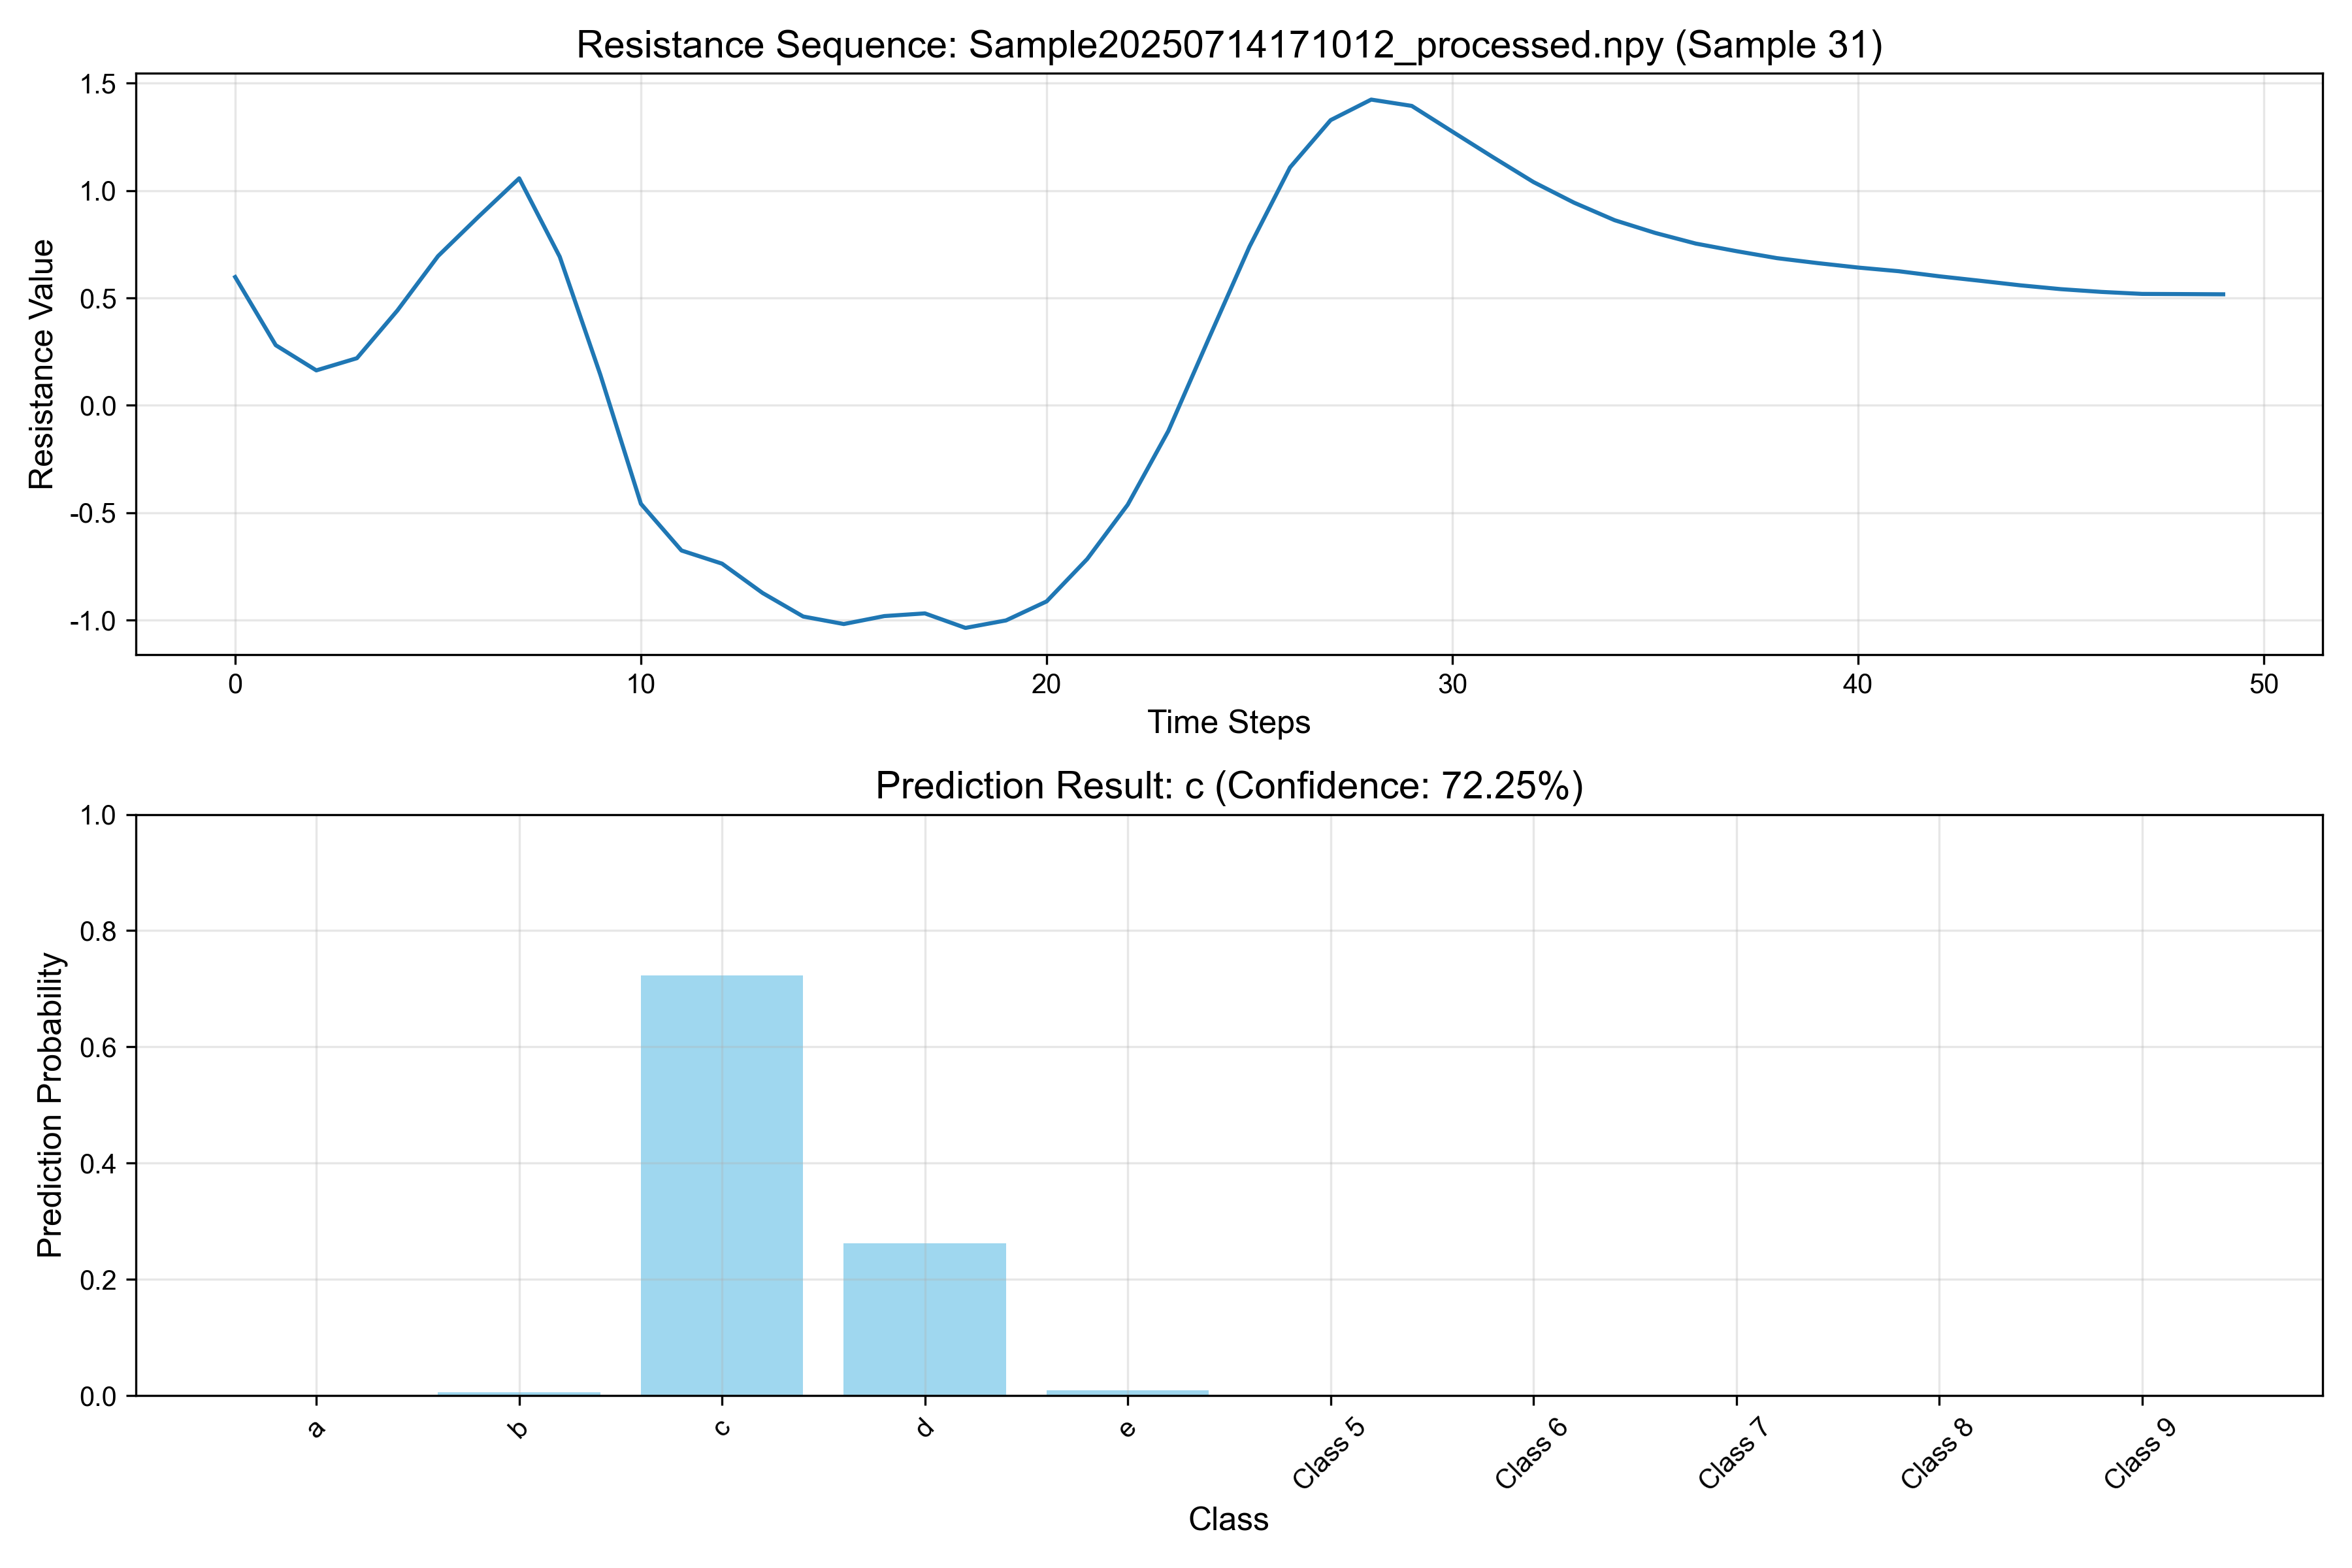 Resistance Sequence: Sample20250714171012_processed.npy (Sample 31)
Resistance Value
1.5
1.0
0.5
0.0
-0.5
-1.0
0 10 20 30 40 50
Time Steps
Prediction Result: c (Confidence: 72.25%)
Prediction Probability
1.0
0.8
0.6
0.4
0.2
0.0
a b c d e Class 5 Class 6 Class 7 Class 8 Class 9
Class